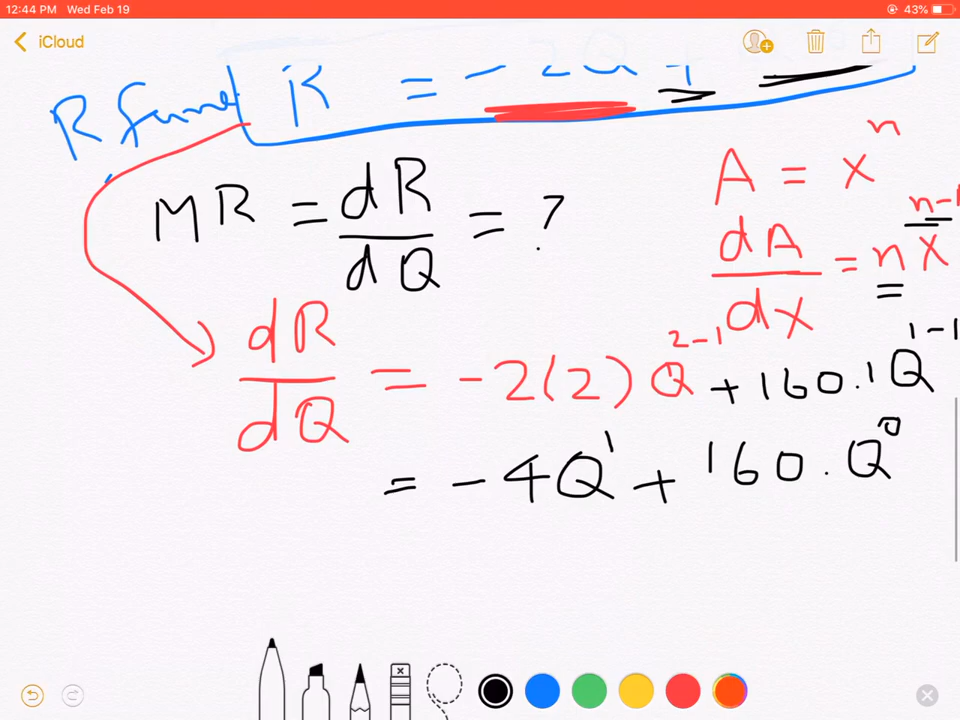 12:44 PM Wed Feb 19 43%
iCloud
R = - 2Q +
R
MR = dR/dQ = ?
A = x^n
dA/dx = n x^n-1
dR/dQ = -2(2) Q^2-1 + 160.1 Q^1-1
= -4Q^1 + 160.Q^0